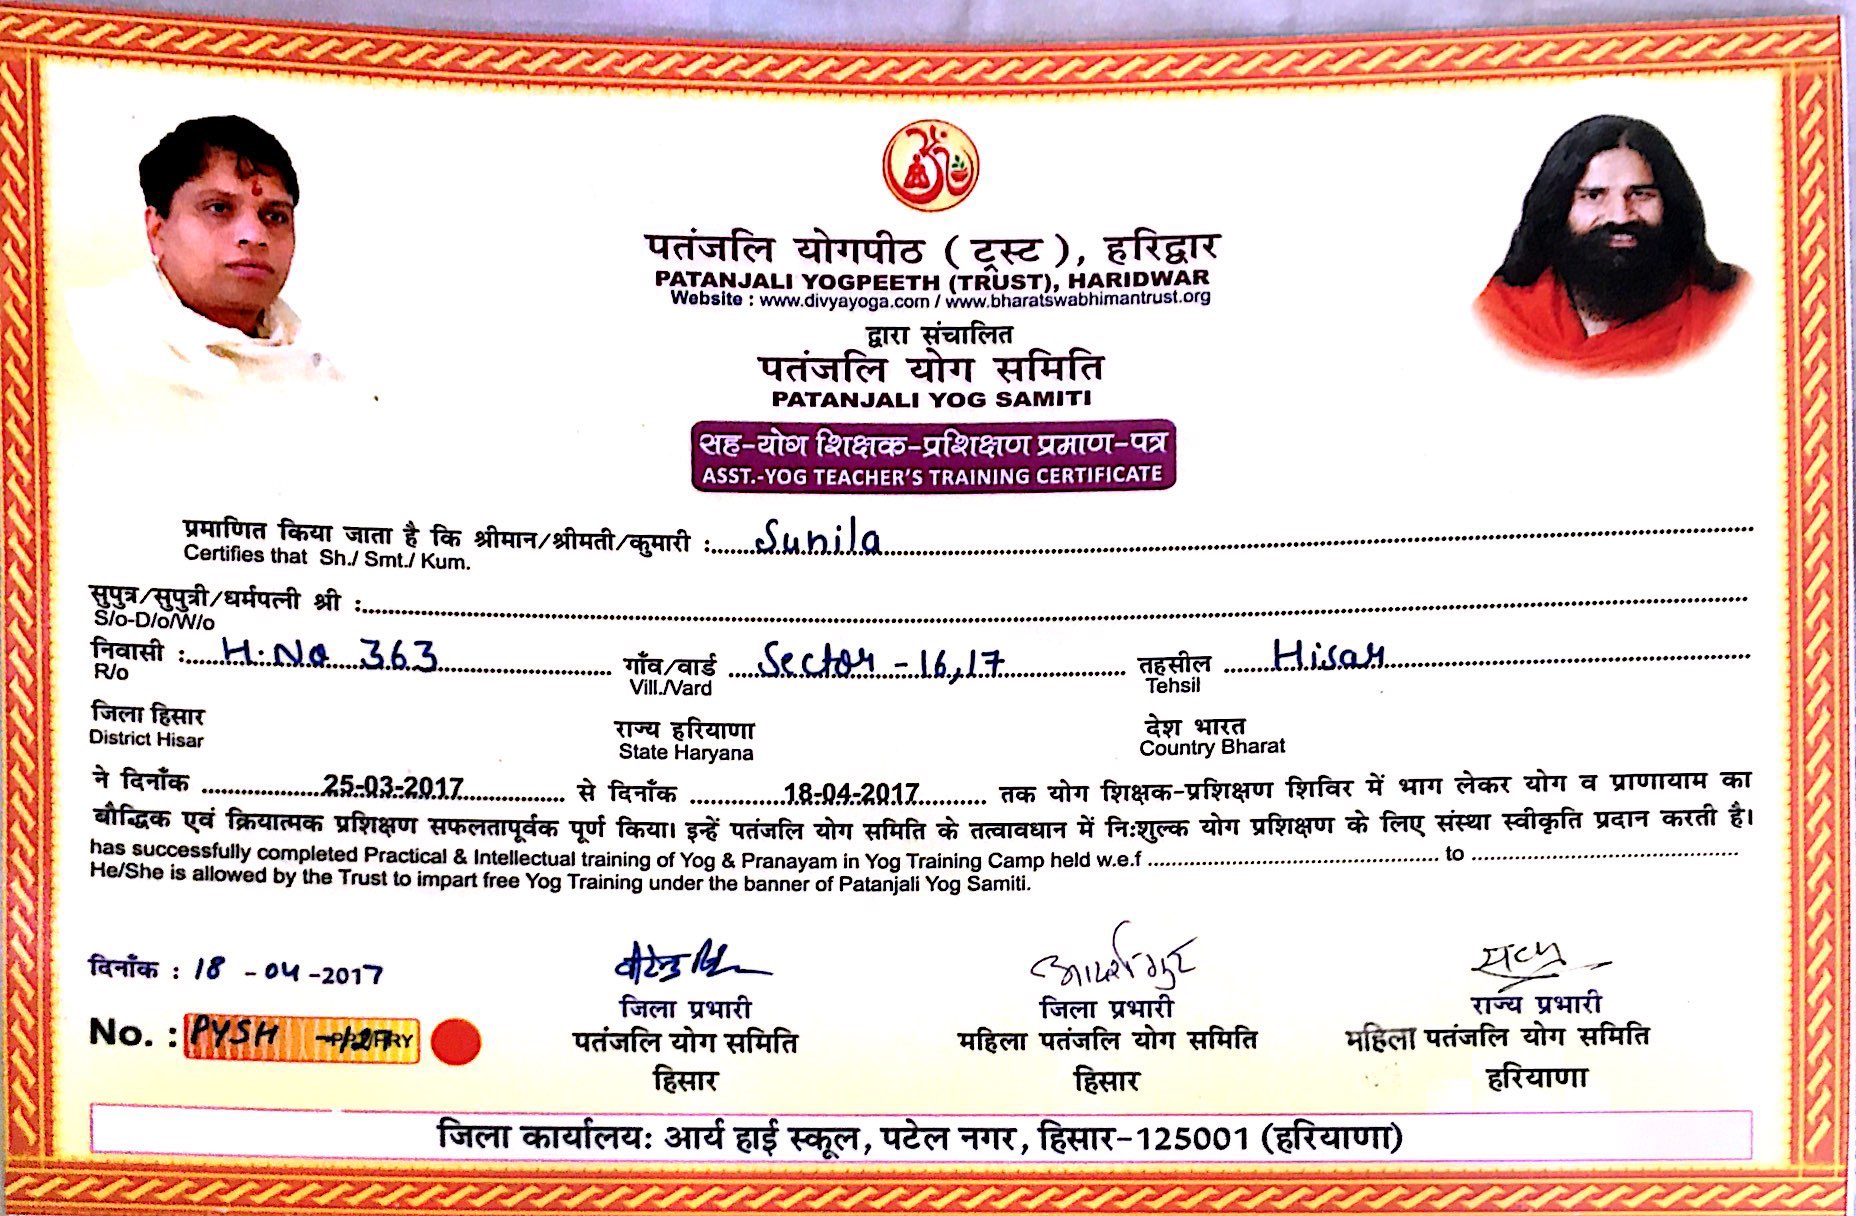 पतंजलि योगपीठ ( ट्रस्ट ), हरिद्वार
PATANJALI YOGPEETH (TRUST), HARIDWAR
Website : www.divyayoga.com / www.bharatswabhimantrust.org
द्वारा संचालित
पतंजलि योग समिति
PATANJALI YOG SAMITI
सह-योग शिक्षक-प्रशिक्षण प्रमाण-पत्र
ASST.-YOG TEACHER'S TRAINING CERTIFICATE
प्रमाणित किया जाता है कि श्रीमान/श्रीमती/कुमारी : Sunila
Certifies that Sh./ Smt./ Kum.
सुपुत्र/सुपुत्री/धर्मपत्नी श्री :
S/o-D/o/W/o
निवासी : H.No 363 गाँव/वार्ड Sector - 16,17 तहसील Hisar
R/o Vill./Vard Tehsil
जिला हिसार राज्य हरियाणा देश भारत
District Hisar State Haryana Country Bharat
ने दिनाँक 25-03-2017 से दिनाँक 18-04-2017 तक योग शिक्षक-प्रशिक्षण शिविर में भाग लेकर योग व प्राणायाम का
बौद्धिक एवं क्रियात्मक प्रशिक्षण सफलतापूर्वक पूर्ण किया। इन्हें पतंजलि योग समिति के तत्वावधान में निःशुल्क योग प्रशिक्षण के लिए संस्था स्वीकृति प्रदान करती है।
has successfully completed Practical & Intellectual training of Yog & Pranayam in Yog Training Camp held w.e.f to
He/She is allowed by the Trust to impart free Yog Training under the banner of Patanjali Yog Samiti.
दिनाँक : 18 - 04 - 2017
जिला प्रभारी जिला प्रभारी राज्य प्रभारी
No. : PYSH
पतंजलि योग समिति महिला पतंजलि योग समिति महिला पतंजलि योग समिति
हिसार हिसार हरियाणा
जिला कार्यालय: आर्य हाई स्कूल, पटेल नगर, हिसार-125001 (हरियाणा)